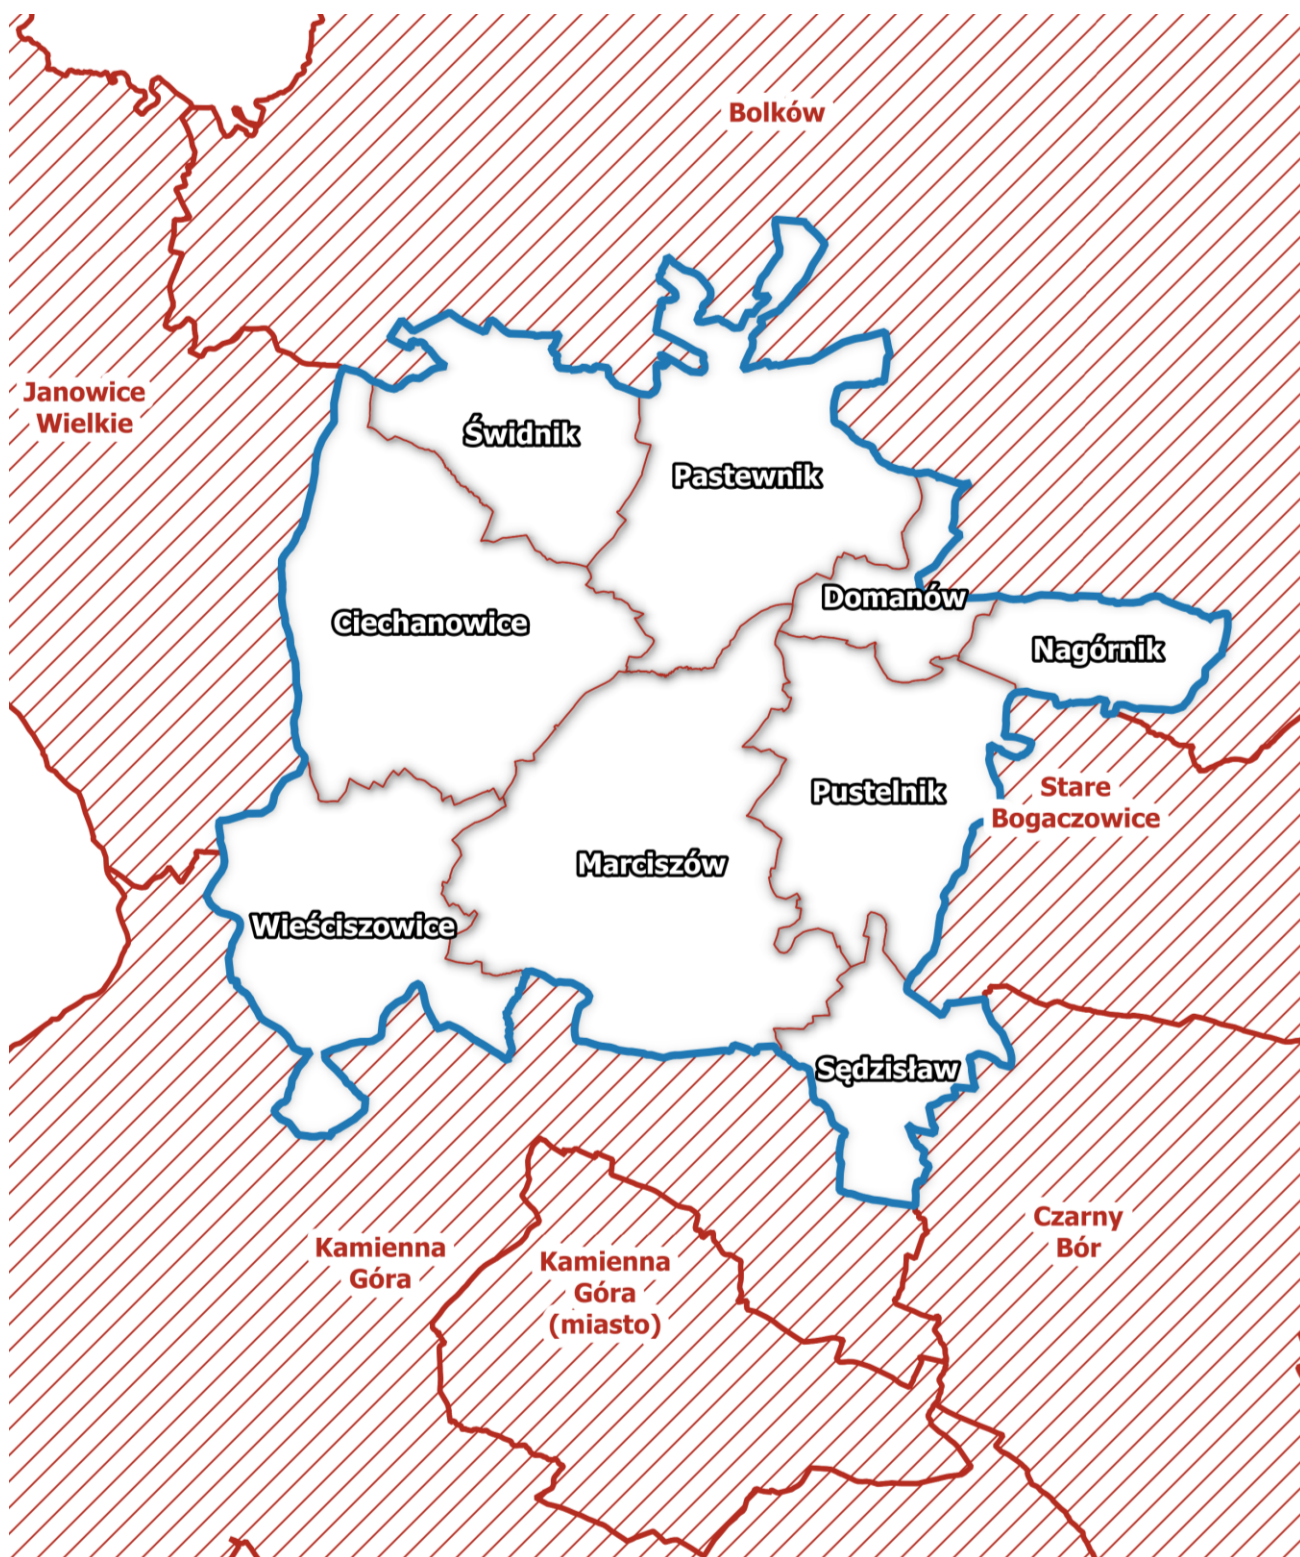 Bolków
Janowice
Wielkie
Świdnik
Pastewnik
Domanów
Ciechanowice
Nagórnik
Pustelnik
Stare
Bogaczowice
Marciszów
Wieściszowice
Sędzisław
Czarny
Bór
Kamienna
Góra
Kamienna
Góra
(miasto)